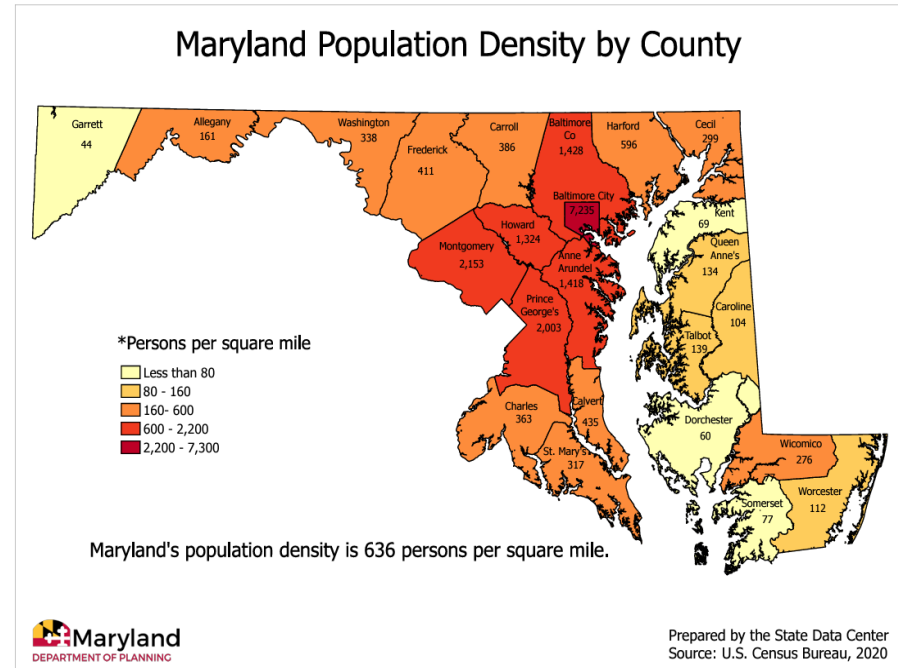 Maryland Population Density by County
Garrett
44
Allegany
161
Washington
338
Frederick
411
Carroll
386
Baltimore
Co
1,428
Harford
596
Cecil
299
Baltimore City
7,235
Howard
1,324
Montgomery
2,153
Anne
Arundel
1,418
Prince
George's
2,003
Kent
69
Queen
Anne's
134
Caroline
104
Talbot
139
Charles
363
Calvert
435
St. Mary's
317
Dorchester
60
Wicomico
276
Somerset
77
Worcester
112
*Persons per square mile
Less than 80
80 - 160
160- 600
600 - 2,200
2,200 - 7,300
Maryland's population density is 636 persons per square mile.
Maryland
DEPARTMENT OF PLANNING
Prepared by the State Data Center
Source: U.S. Census Bureau, 2020